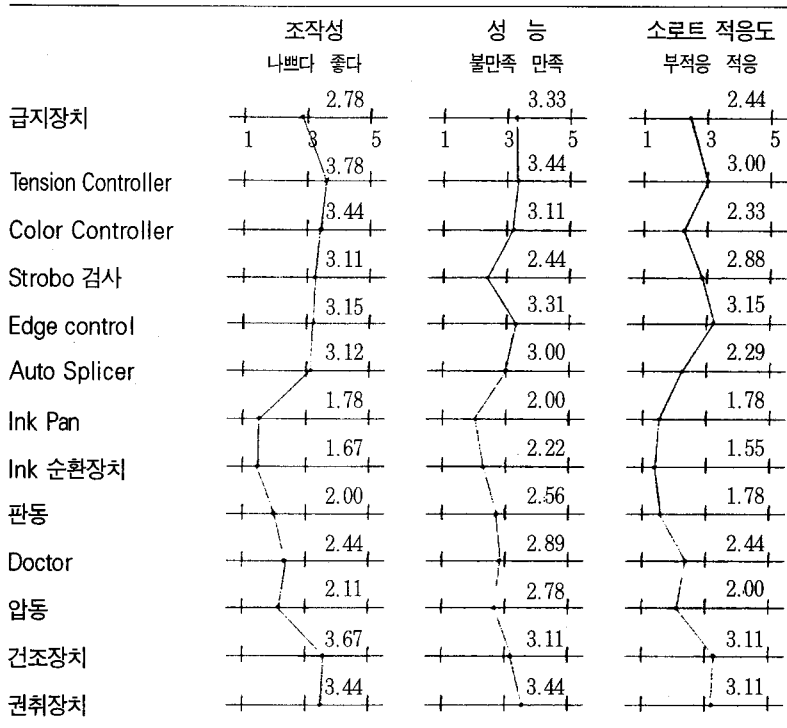 조작성 성 능 소로트 적응도
나쁘다 좋다 불만족 만족 부적응 적응
급지장치 2.78 3.33 2.44
1 3 5 1 3 5 1 3 5
Tension Controller 3.78 3.44 3.00
Color Controller 3.44 3.11 2.33
Strobo 검사 3.11 2.44 2.88
Edge control 3.15 3.31 3.15
Auto Splicer 3.12 3.00 2.29
Ink Pan 1.78 2.00 1.78
Ink 순환장치 1.67 2.22 1.55
판동 2.00 2.56 1.78
Doctor 2.44 2.89 2.44
압동 2.11 2.78 2.00
건조장치 3.67 3.11 3.11
권취장치 3.44 3.44 3.11